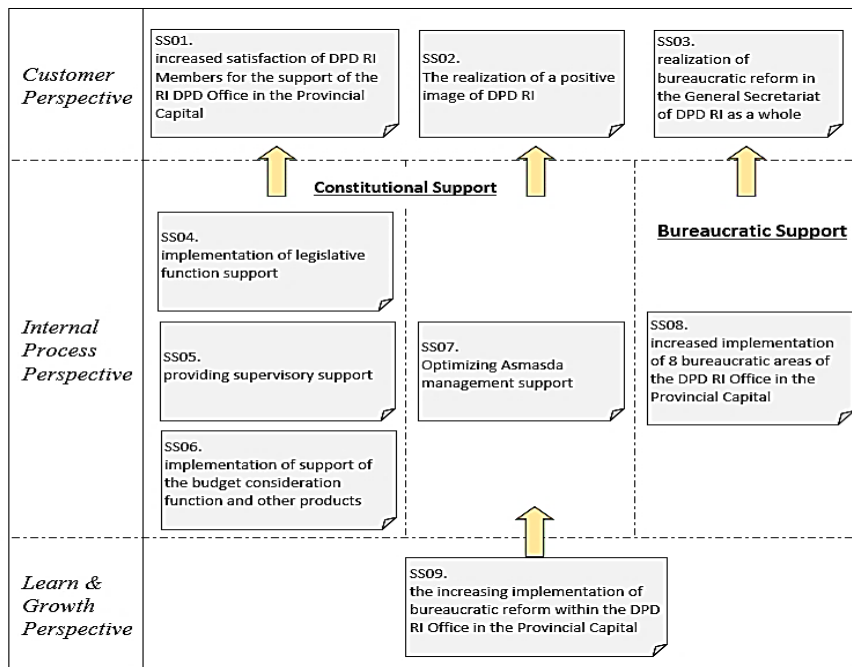 Customer
Perspective
SS01.
increased satisfaction of DPD RI
Members for the support of the
RI DPD Office in the Provincial
Capital
SS02.
The realization of a positive
image of DPD RI
SS03.
realization of
bureaucratic reform in
the General Secretariat
of DPD RI as a whole
Internal
Process
Perspective
Constitutional Support
Bureaucratic Support
SS04.
implementation of legislative
function support
SS05.
providing supervisory support
SS06.
implementation of support of
the budget consideration
function and other products
SS07.
Optimizing Asmasda
management support
SS08.
increased implementation
of 8 bureaucratic areas of
the DPD RI Office in the
Provincial Capital
Learn &
Growth
Perspective
SS09.
the increasing implementation of
bureaucratic reform within the DPD
RI Office in the Provincial Capital